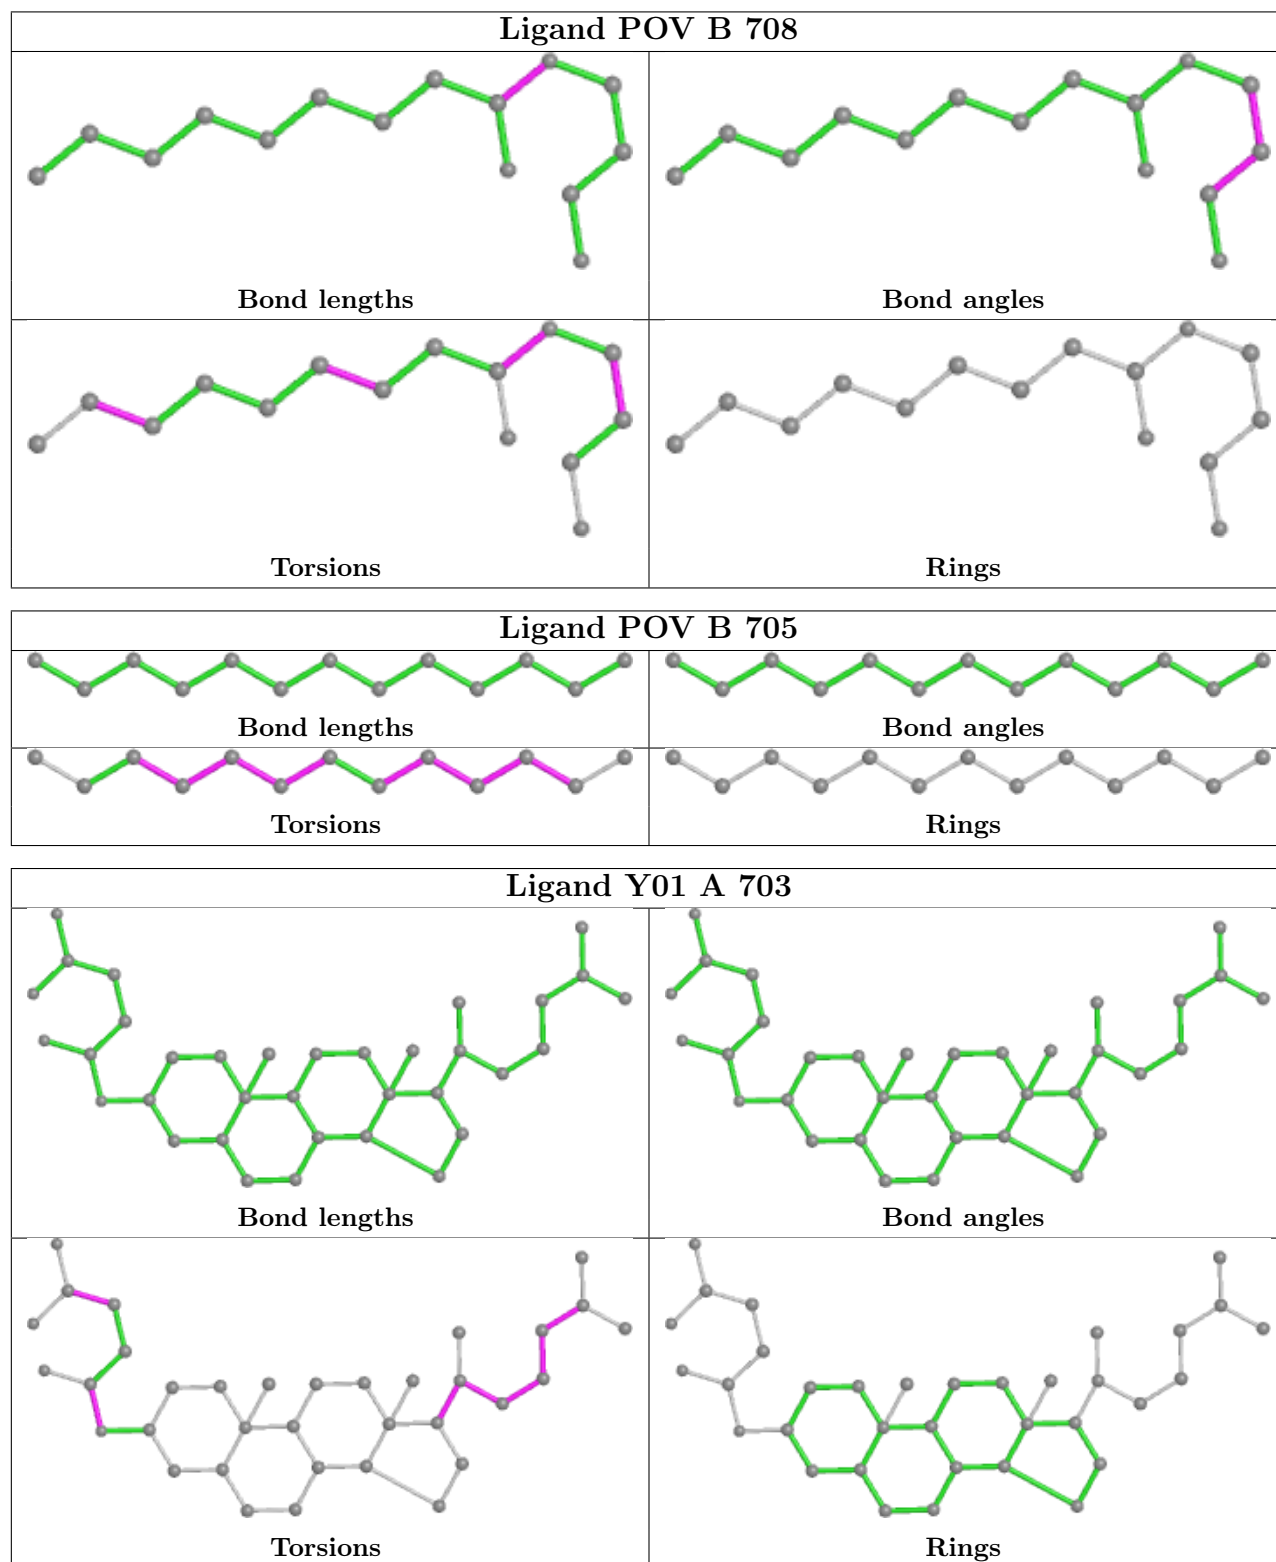 Ligand POV B 708
Bond lengths
Bond angles
Torsions
Rings
Ligand POV B 705
Bond lengths
Bond angles
Torsions
Rings
Ligand Y01 A 703
Bond lengths
Bond angles
Torsions
Rings